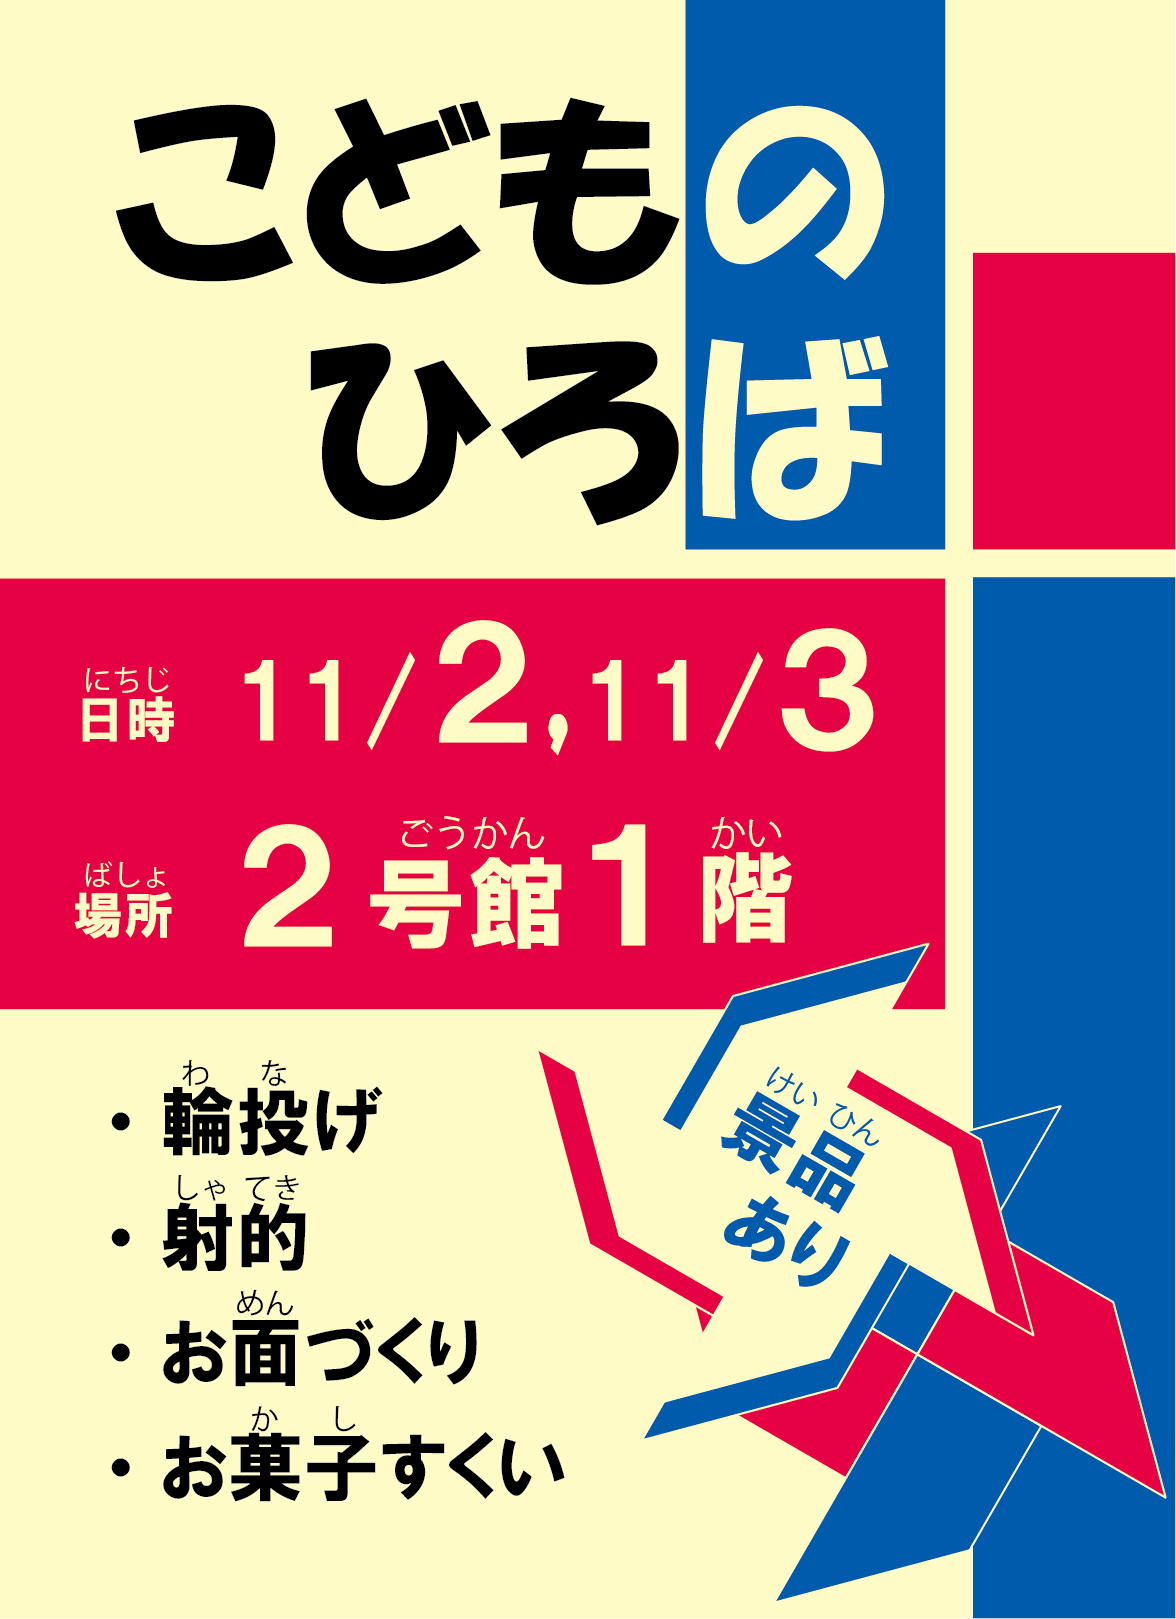 こどもの
ひろば
にちじ
日時 11/2,11/3
ごうかん かい
ばしょ
場所 2号館1階
わ な
・輪投げ
しゃ てき
・射的
めん
・お面づくり
か し
・お菓子すくい
けい ひん
景品
あり